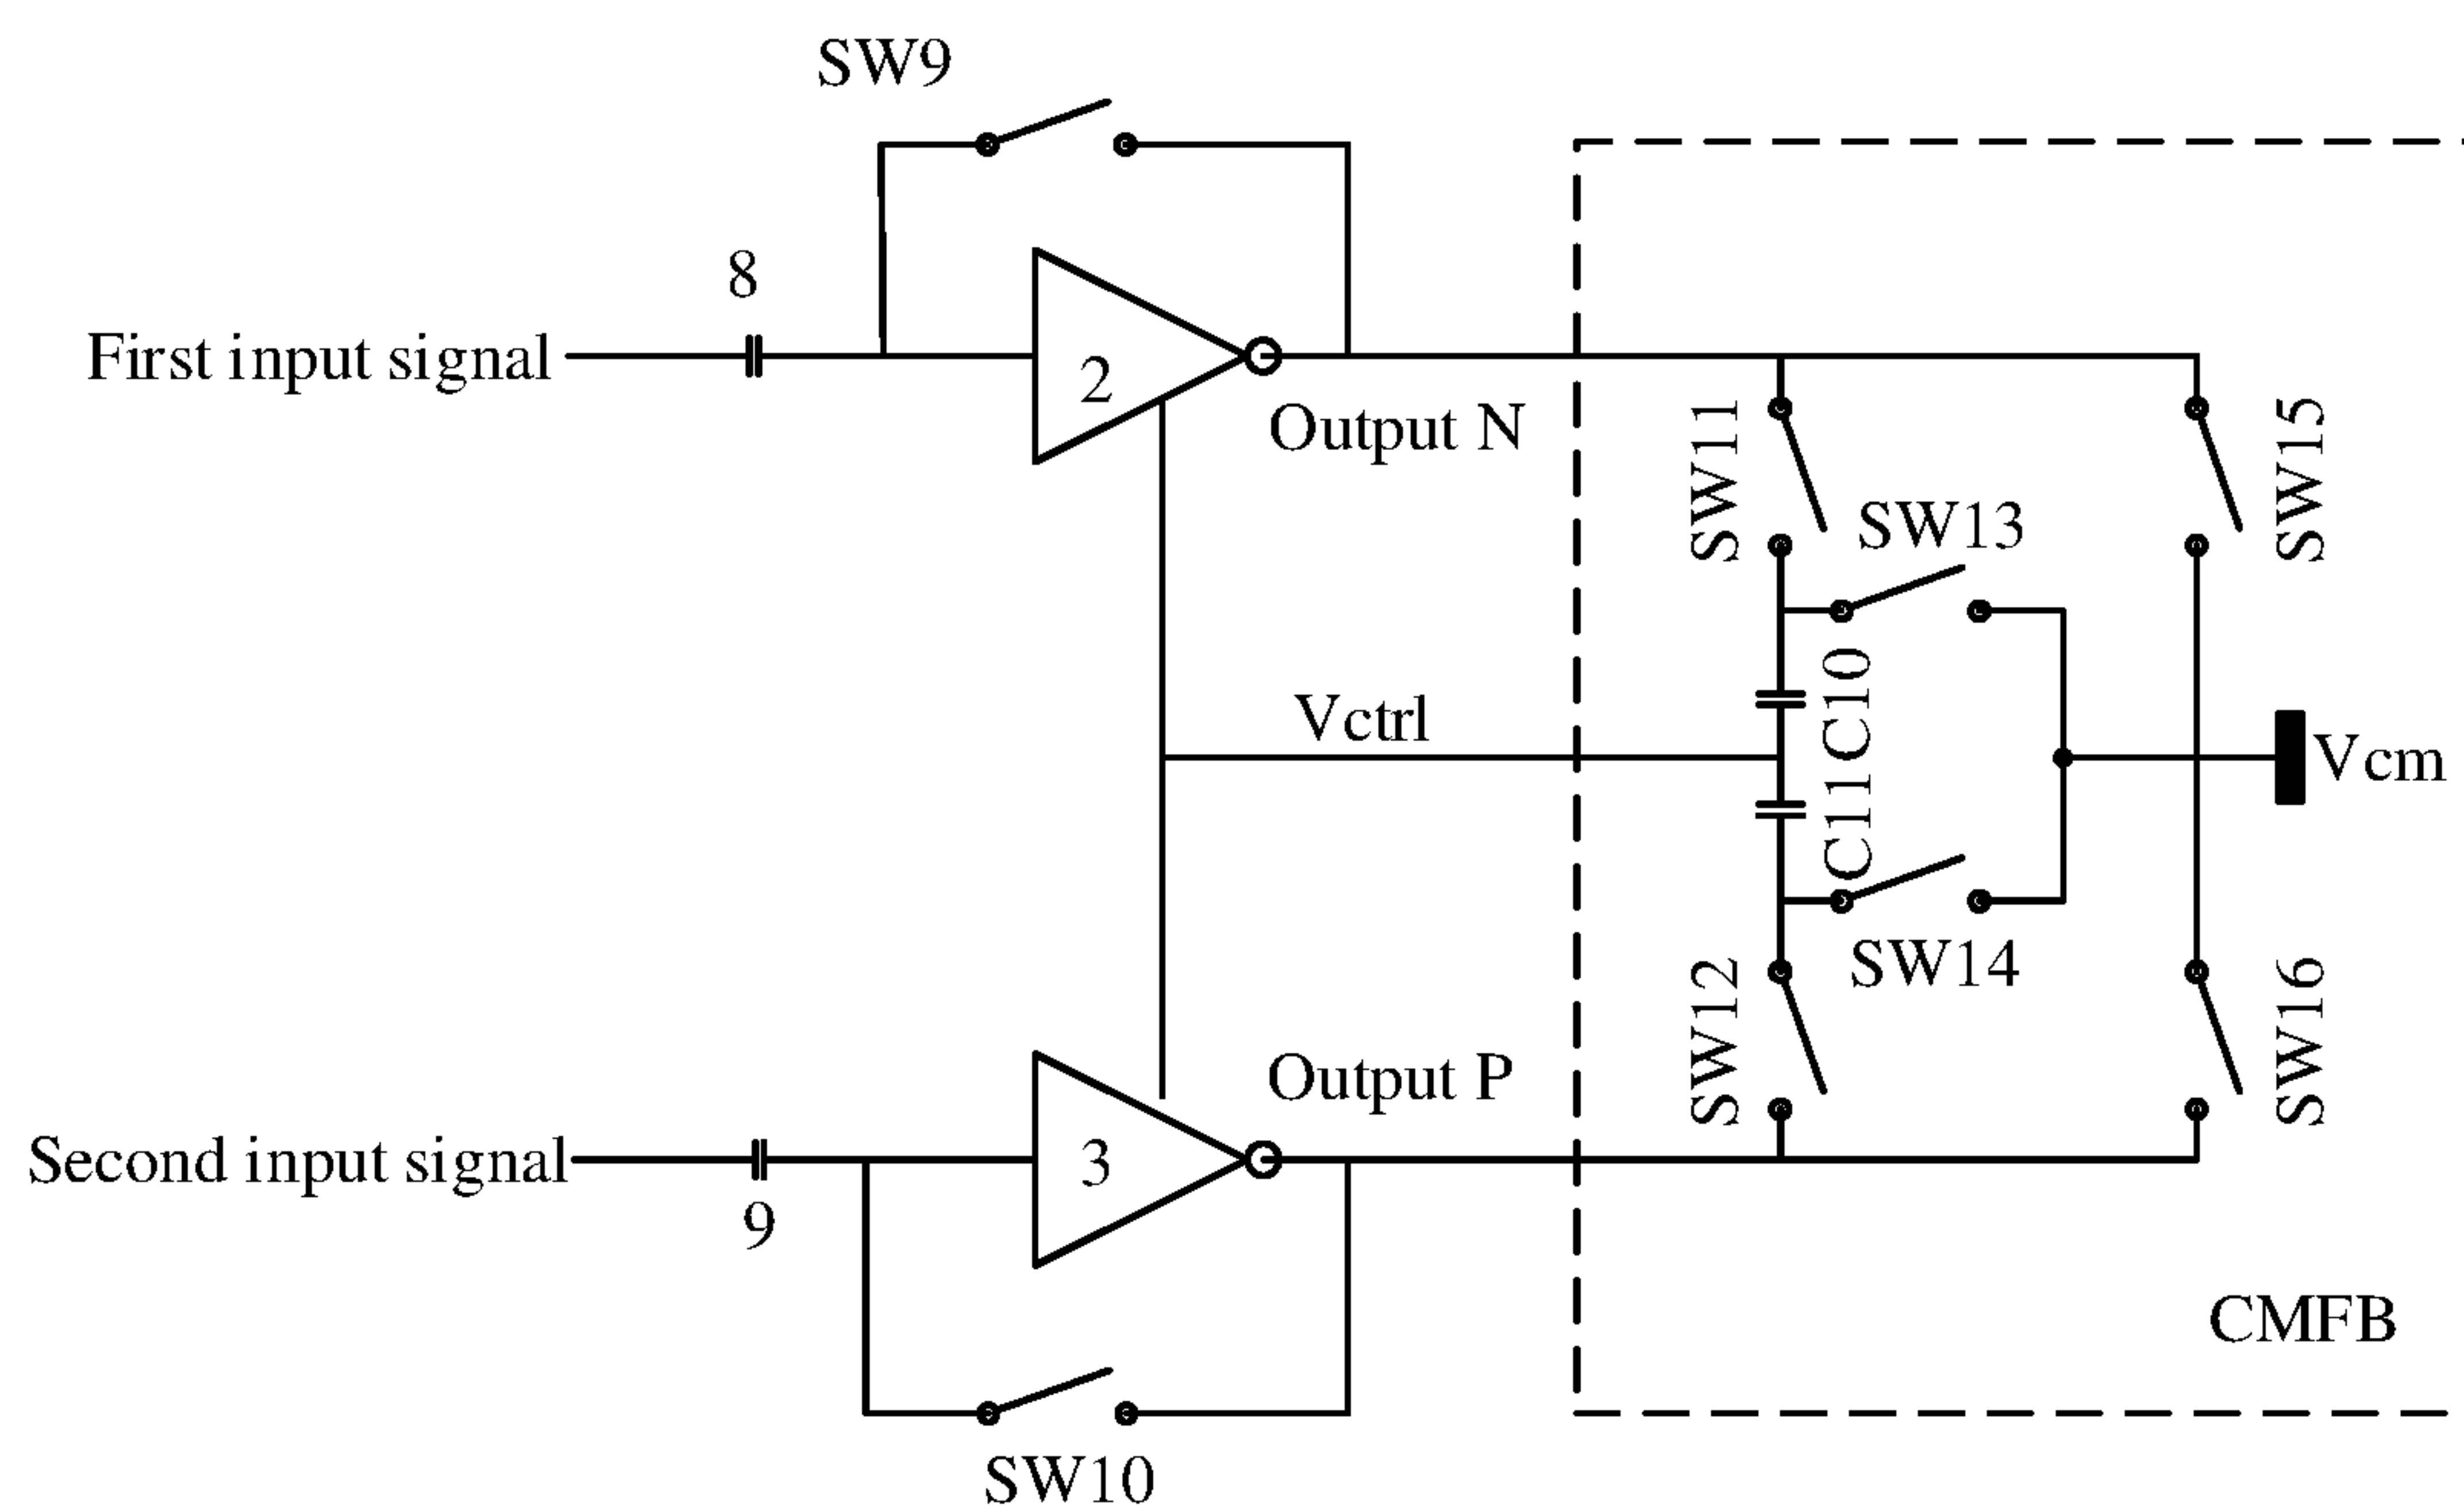 SW9
8
First input signal
2
Output N
SW11
SW15
SW13
C10
Vctrl
Vcm
C11
SW14
SW12
SW16
Output P
Second input signal
3
9
CMFB
SW10